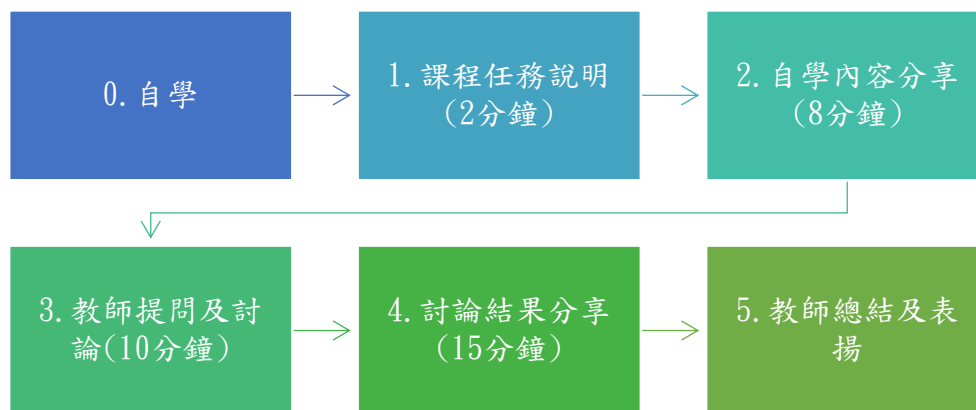 0.自學
1.課程任務說明
(2分鐘)
2.自學內容分享
(8分鐘)
3.教師提問及討
論(10分鐘)
4.討論結果分享
(15分鐘)
5.教師總結及表
揚